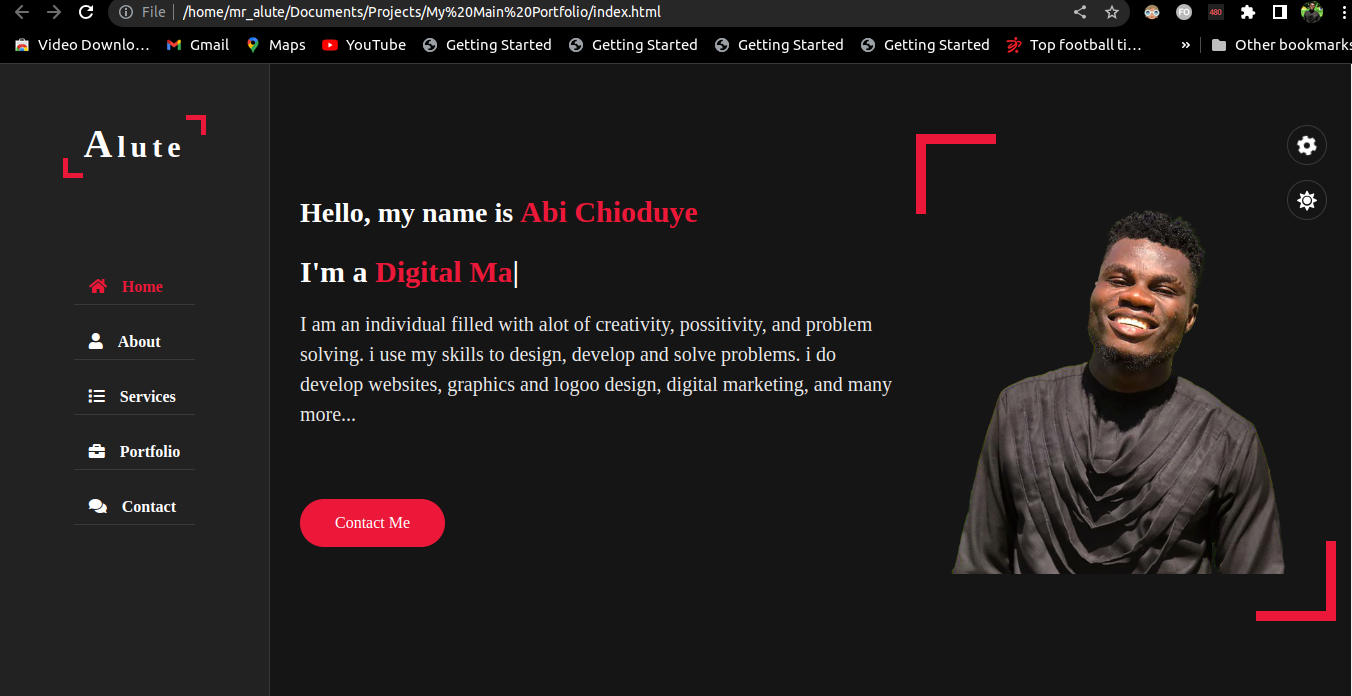 File | /home/mr_alute/Documents/Projects/My%20Main%20Portfolio/index.html
FO
480
Video Downlo...
Gmail
Maps
YouTube
Getting Started
Getting Started
Getting Started
Getting Started
Top football ti...
»
Other bookmarks
Alute
Home
About
Services
Portfolio
Contact
Hello, my name is Abi Chioduye
I'm a Digital Ma|
I am an individual filled with alot of creativity, possitivity, and problem
solving. i use my skills to design, develop and solve problems. i do
develop websites, graphics and logoo design, digital marketing, and many
more...
Contact Me